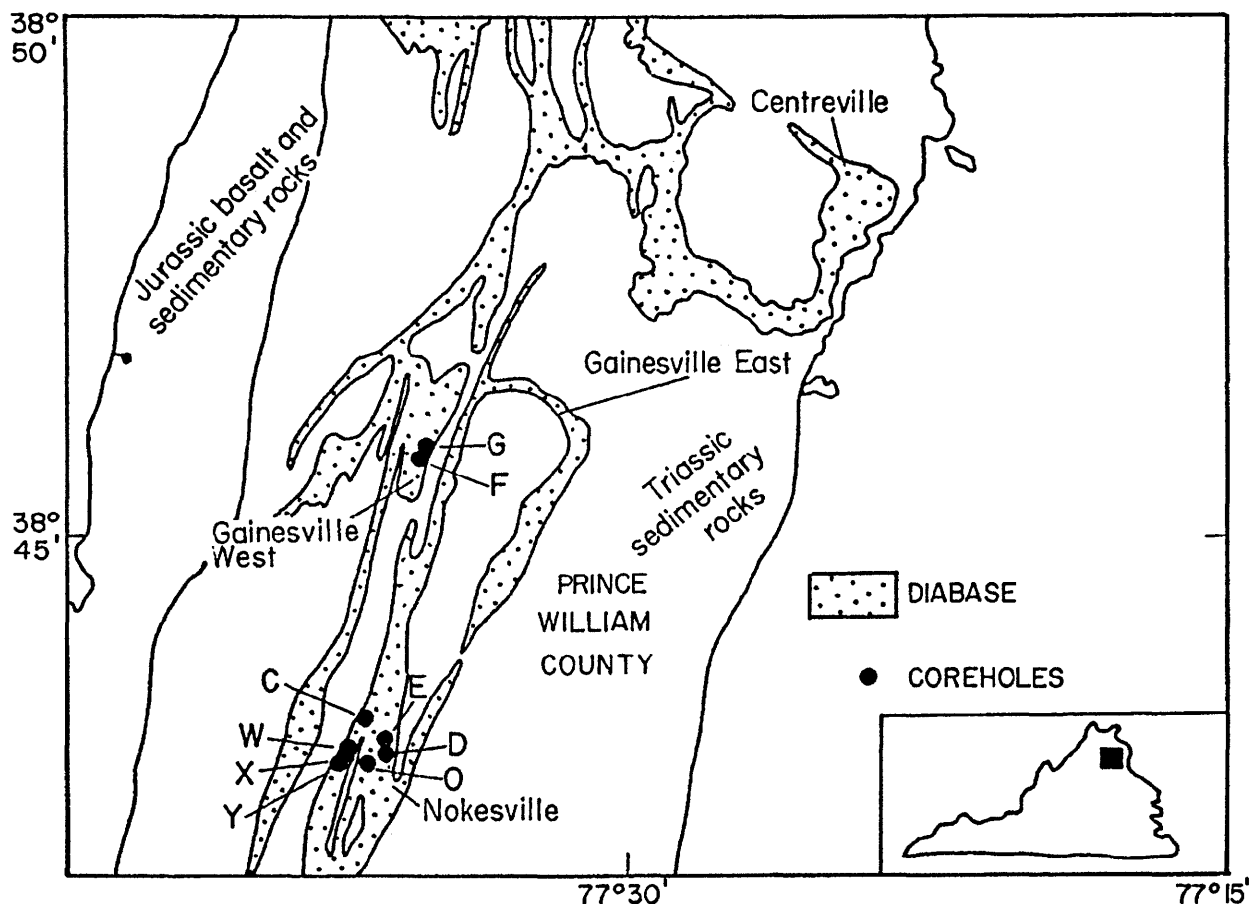 38°
50'
Centreville
Jurassic basalt and
sedimentary rocks
Gainesville East
G
F
Triassic
sedimentary
rocks
38°
45'
Gainesville
West
PRINCE
WILLIAM
COUNTY
DIABASE
COREHOLES
C
E
W
D
X
O
Y
Nokesville
77°30'
77°15'